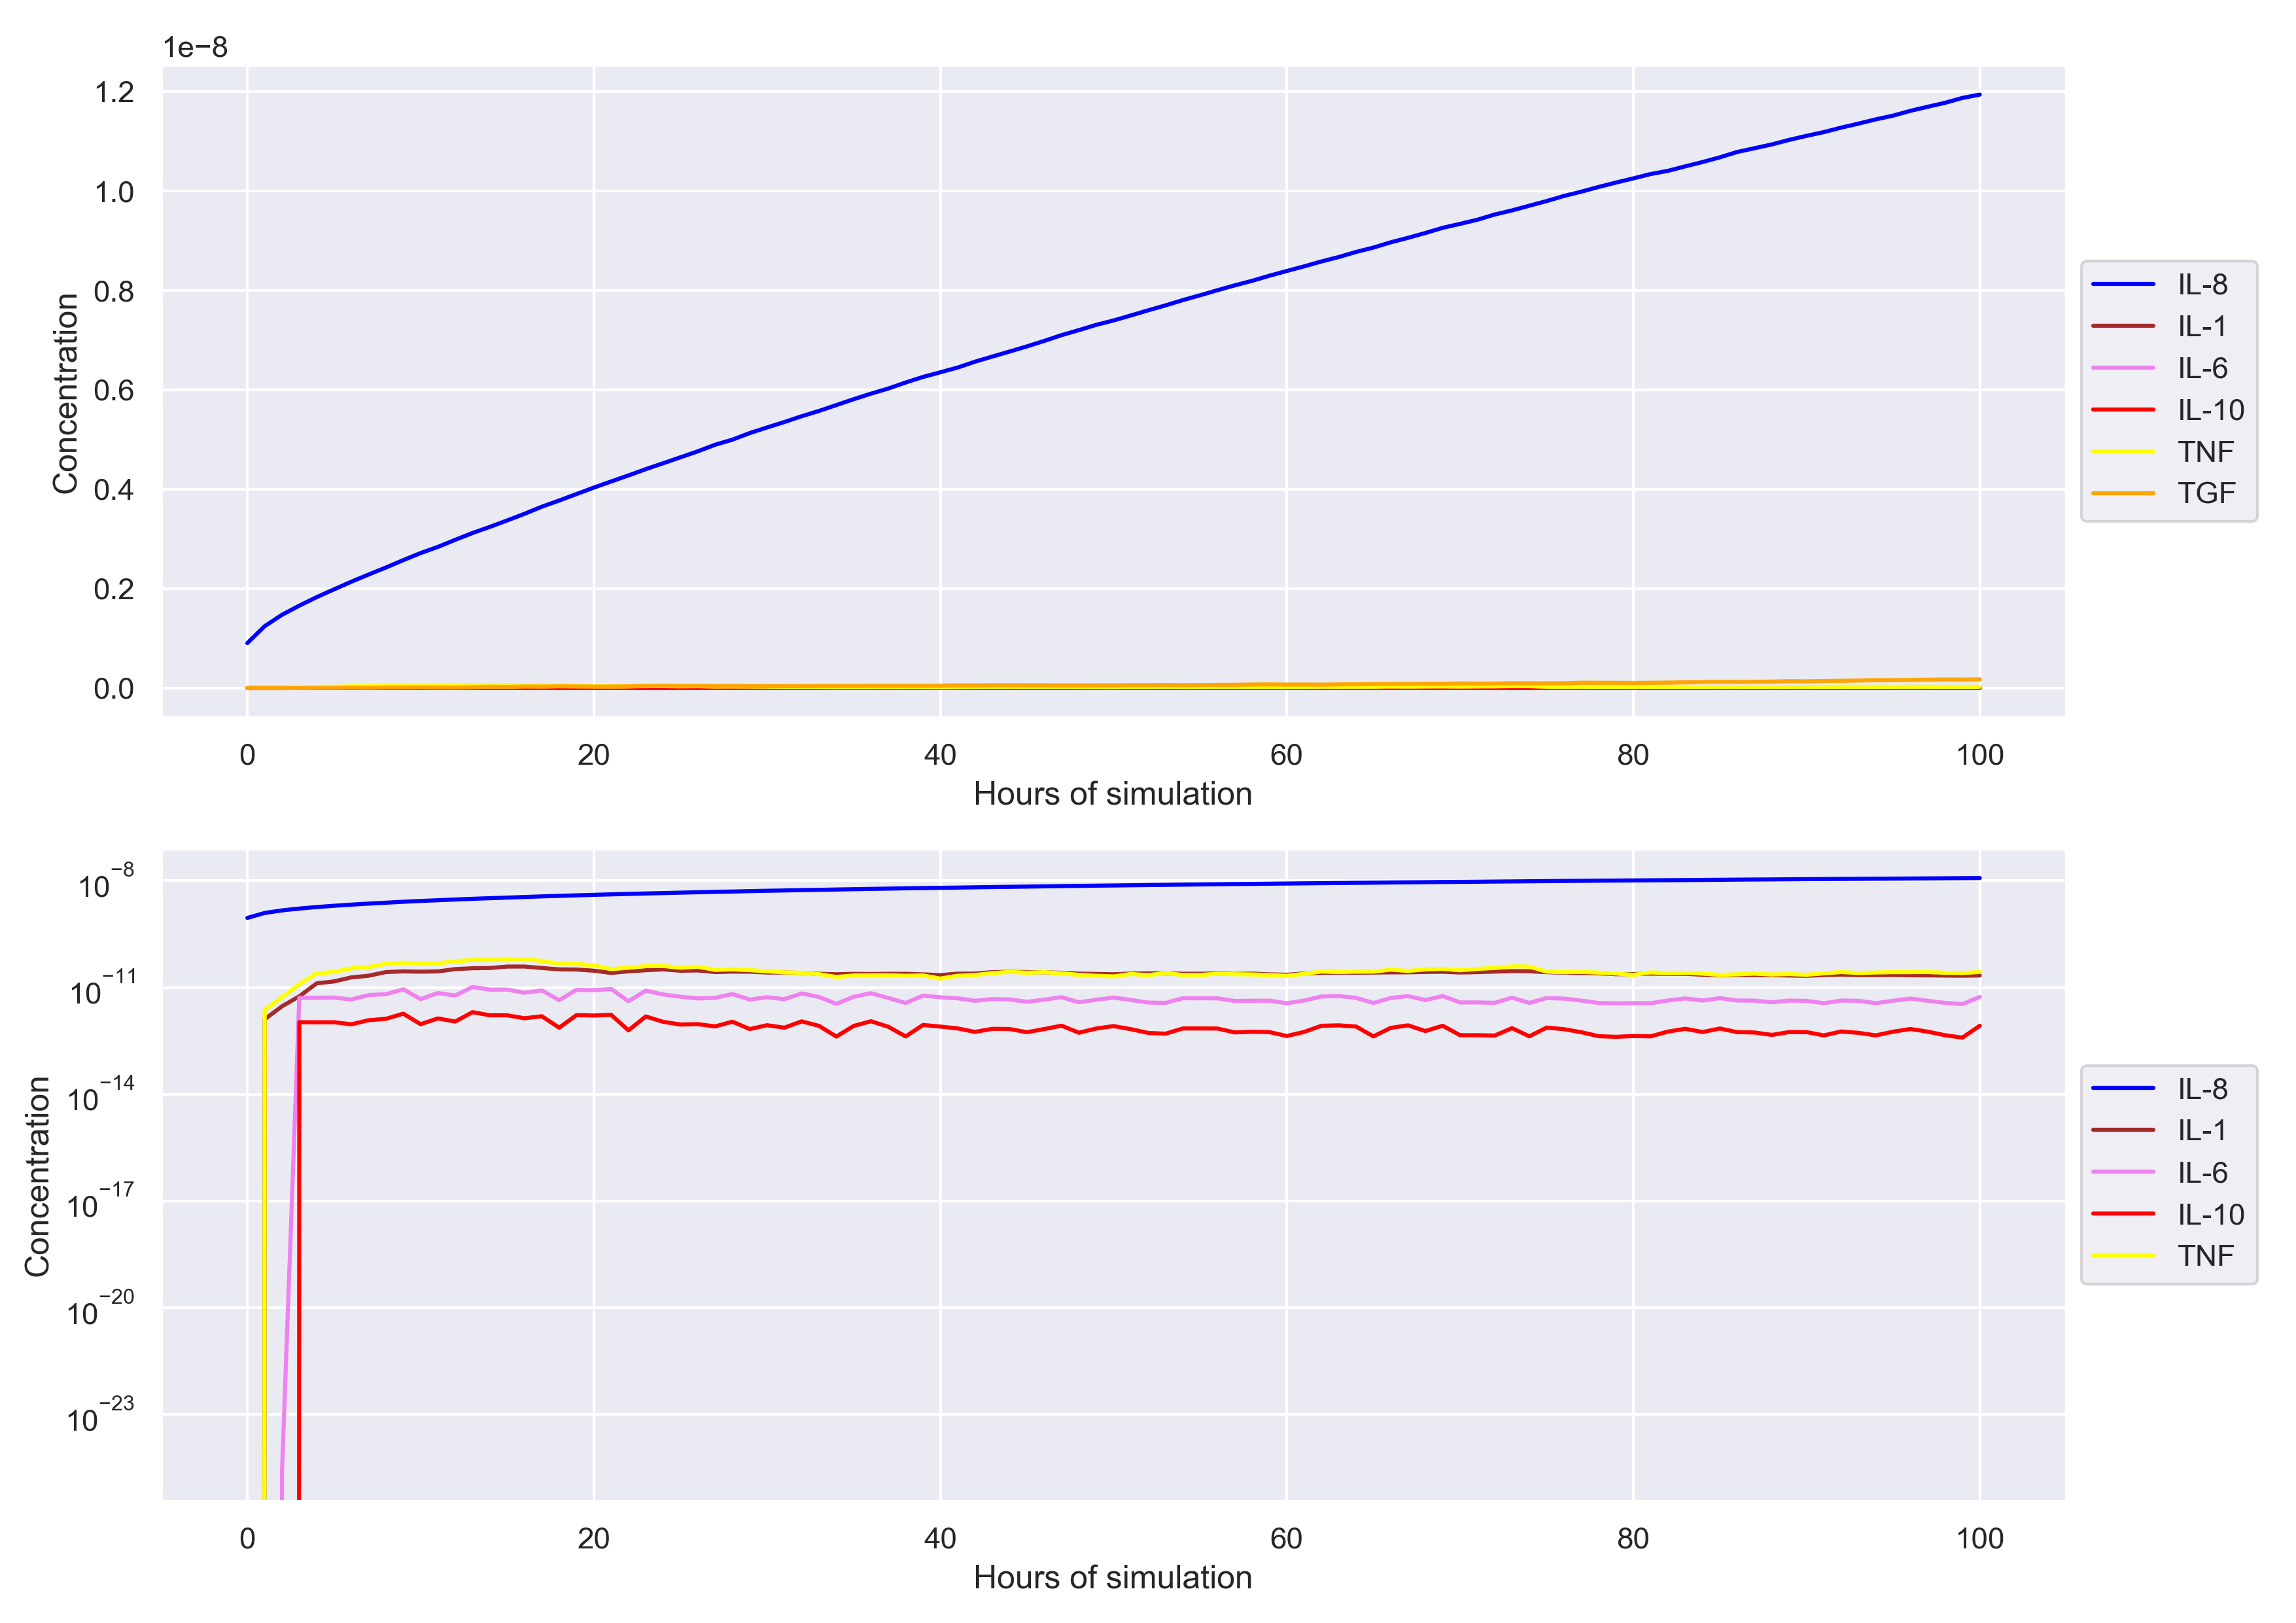 1e−8
1.2
1.0
0.8
0.6
0.4
0.2
0.0
Concentration
0 20 40 60 80 100
Hours of simulation
IL-8
IL-1
IL-6
IL-10
TNF
TGF
10⁻⁸
10⁻¹¹
10⁻¹⁴
10⁻¹⁷
10⁻²⁰
10⁻²³
Concentration
0 20 40 60 80 100
Hours of simulation
IL-8
IL-1
IL-6
IL-10
TNF